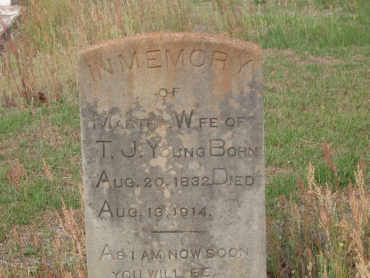 IN MEMORY
OF
MARTHA, WIFE OF
T. J. YOUNG BORN
AUG. 20, 1832 DIED
AUG. 18, 1914.
AS I AM NOW SOON
YOU WILL BE.